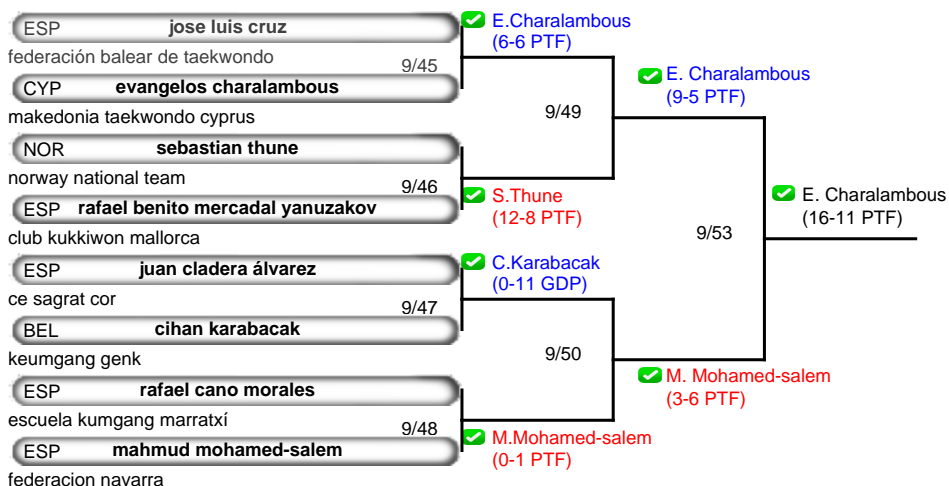 ESP jose luis cruz
federación balear de taekwondo
9/45
CYP evangelos charalambous
makedonia taekwondo cyprus
NOR sebastian thune
norway national team
9/46
ESP rafael benito mercadal yanuzakov
club kukkiwon mallorca
ESP juan cladera álvarez
ce sagrat cor
9/47
BEL cihan karabacak
keumgang genk
ESP rafael cano morales
escuela kumgang marratxí
9/48
ESP mahmud mohamed-salem
federacion navarra
E.Charalambous
(6-6 PTF)
9/49
S.Thune
(12-8 PTF)
C.Karabacak
(0-11 GDP)
9/50
M.Mohamed-salem
(0-1 PTF)
E. Charalambous
(9-5 PTF)
9/53
M. Mohamed-salem
(3-6 PTF)
E. Charalambous
(16-11 PTF)